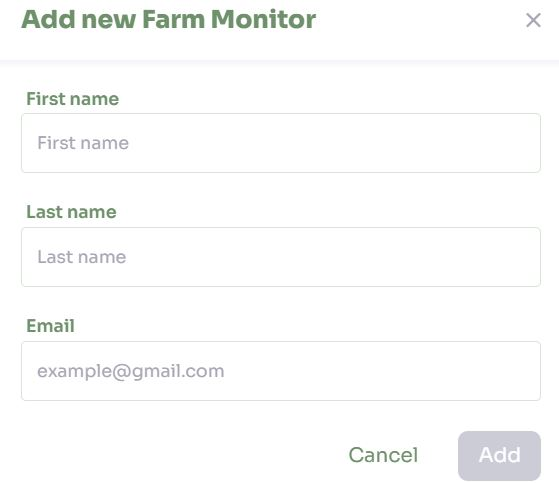 Add new Farm Monitor
First name
First name
Last name
Last name
Email
example@gmail.com
Cancel
Add